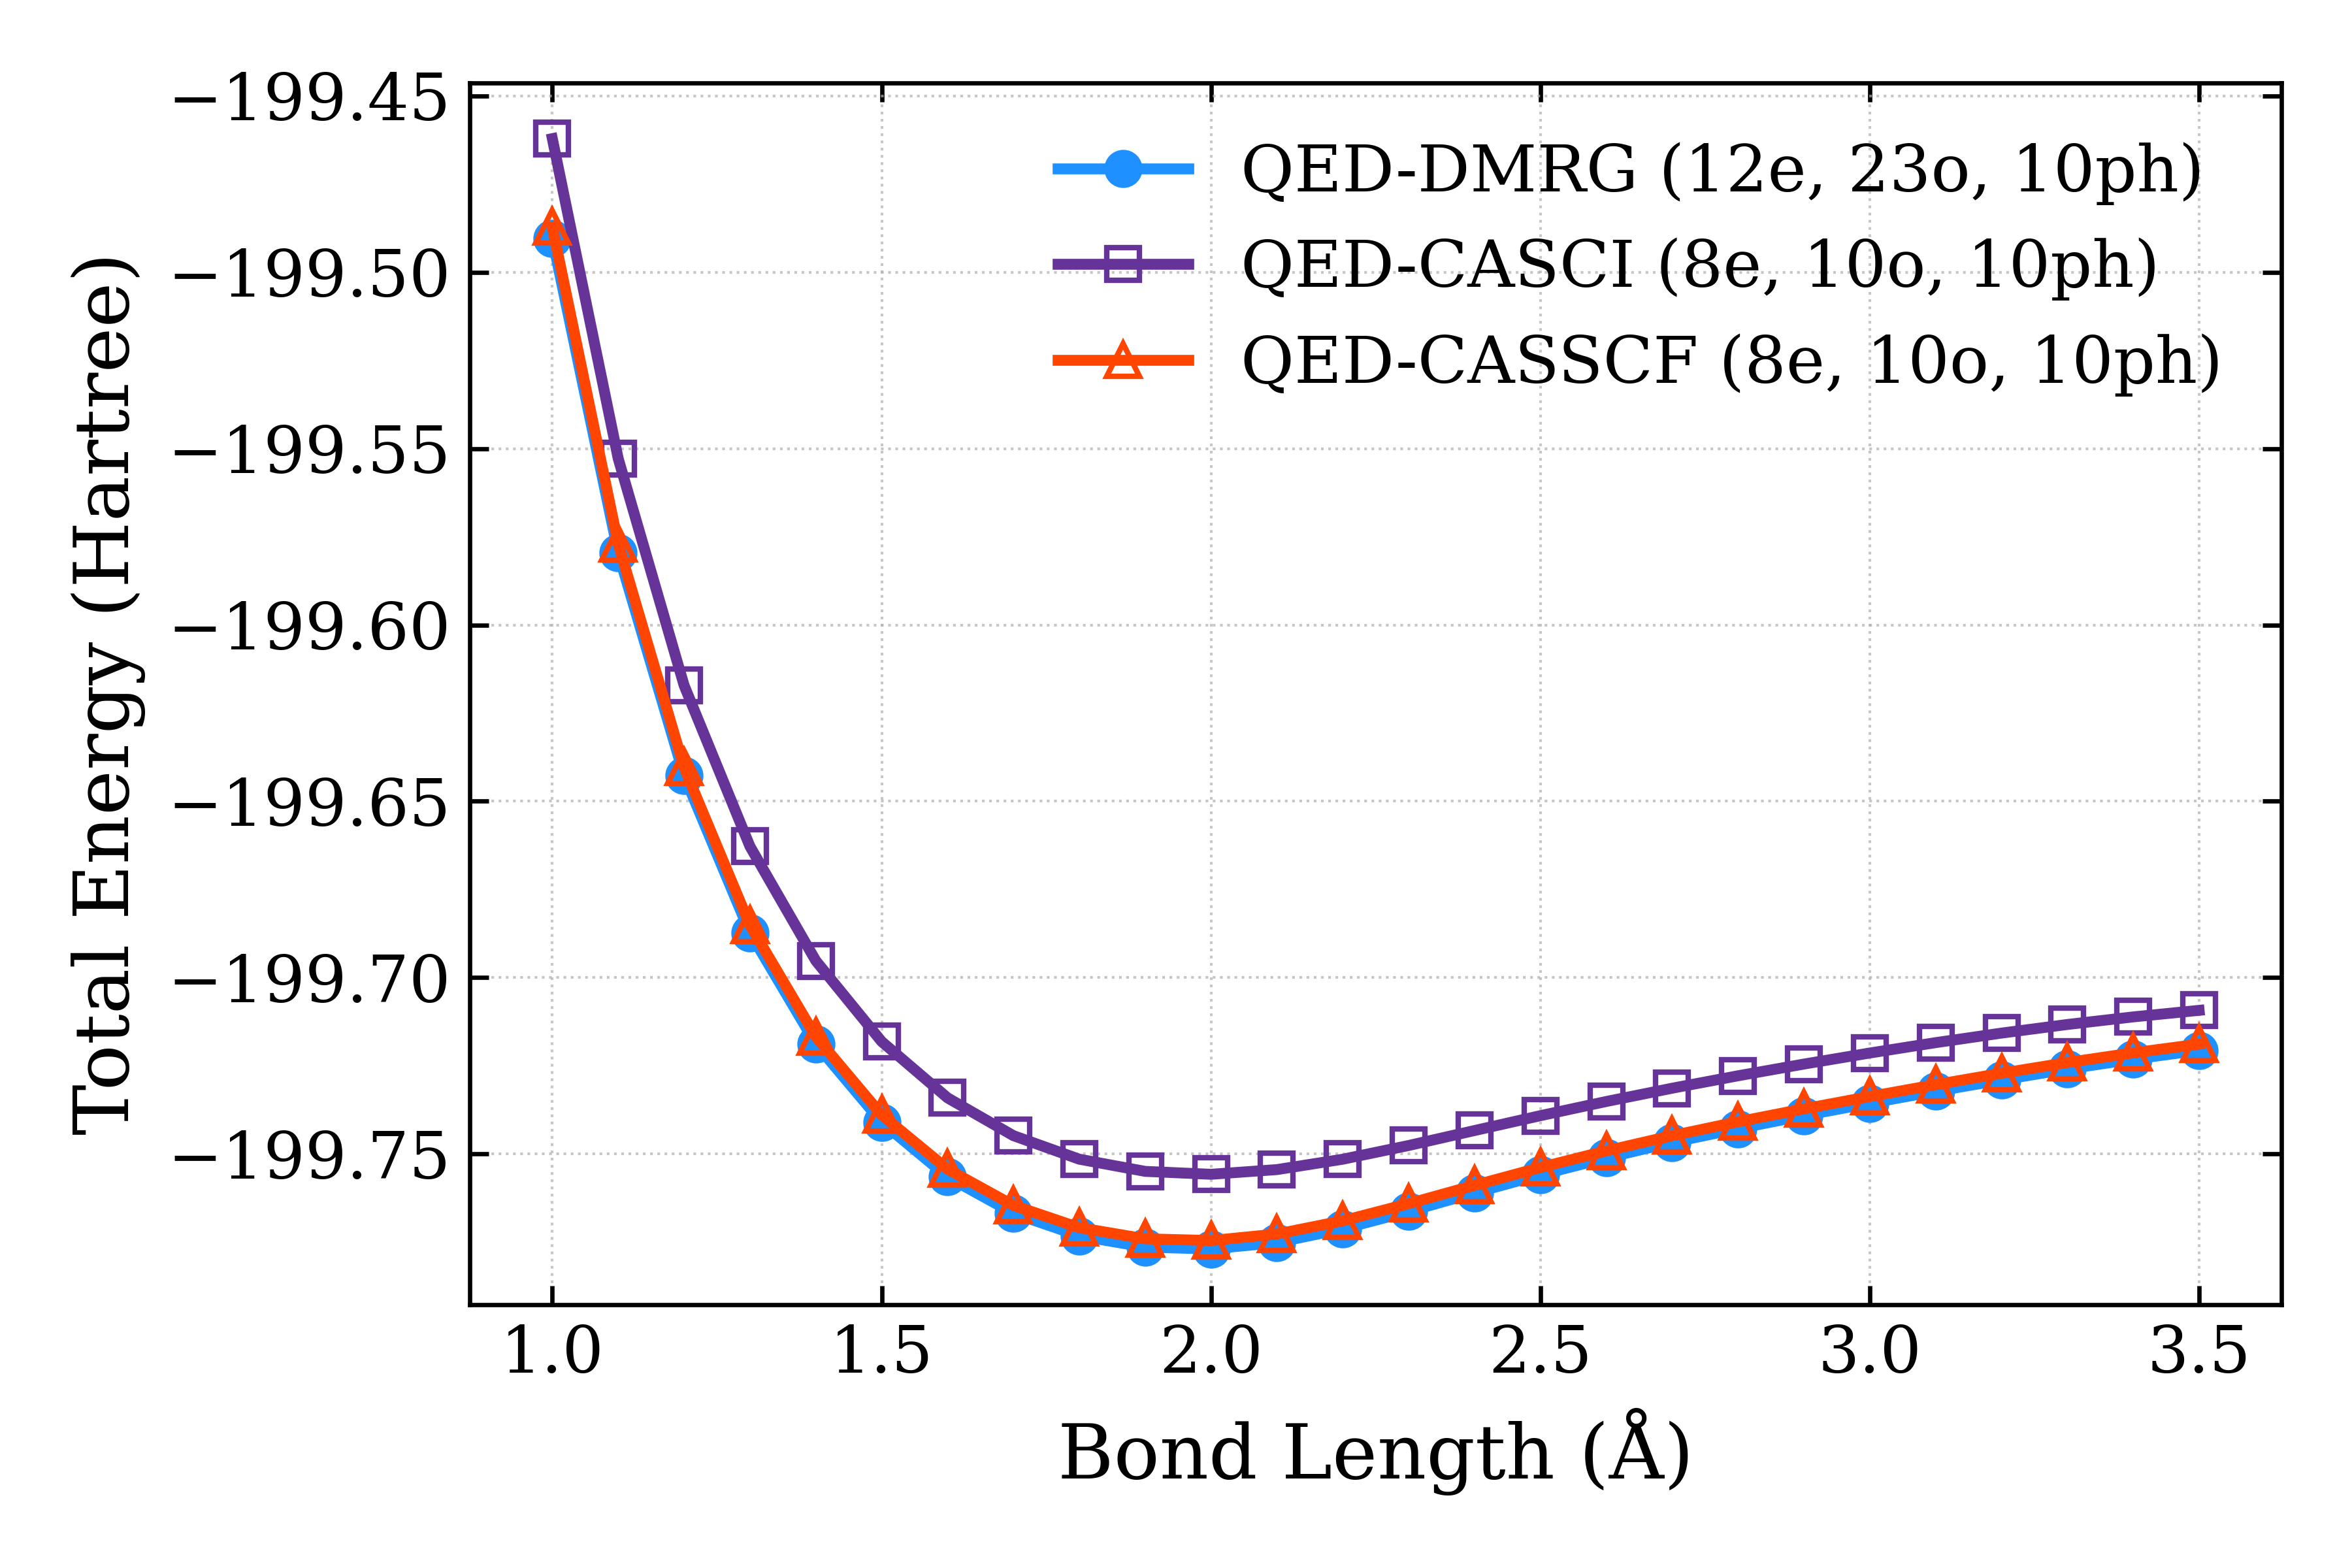 Total Energy (Hartree)
−199.45
−199.50
−199.55
−199.60
−199.65
−199.70
−199.75
QED-DMRG (12e, 23o, 10ph)
QED-CASCI (8e, 10o, 10ph)
QED-CASSCF (8e, 10o, 10ph)
1.0 1.5 2.0 2.5 3.0 3.5
Bond Length (Å)